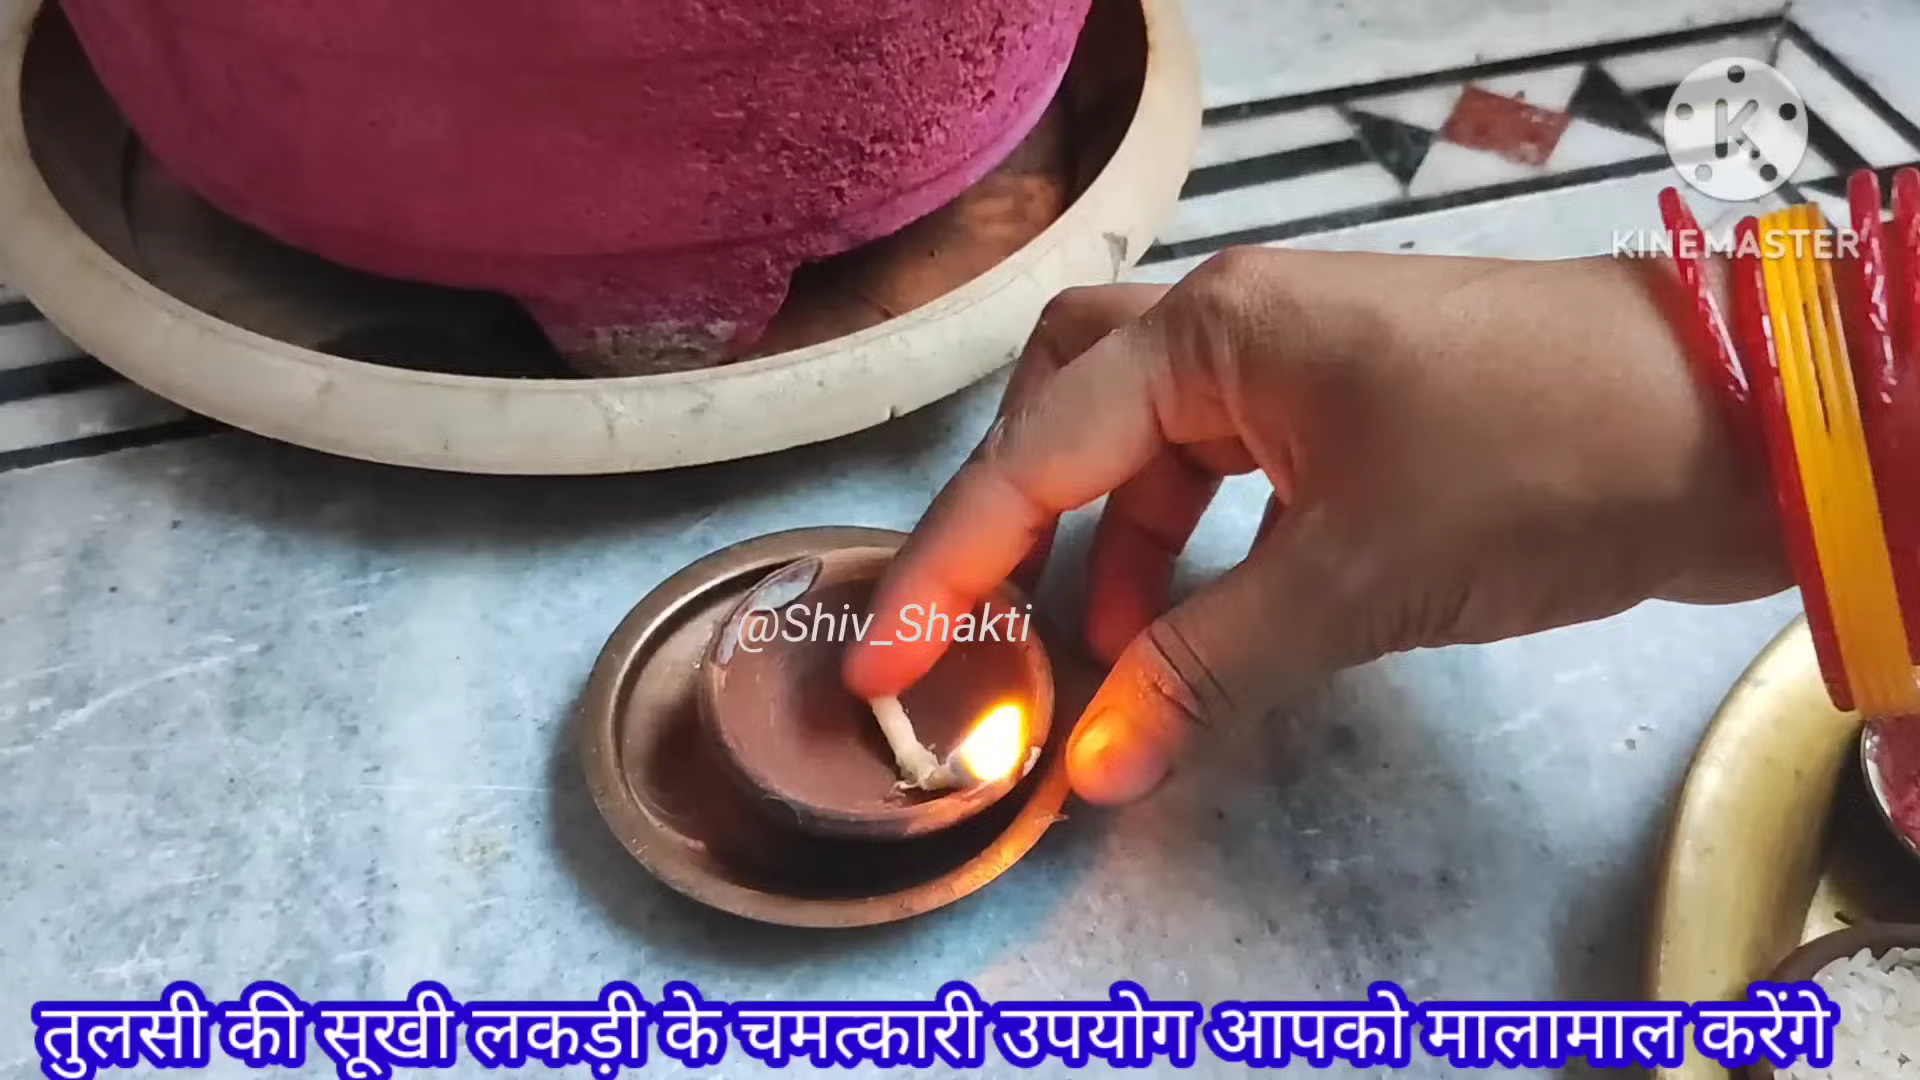 K
KINEMASTER
@Shiv_Shakti
तुलसी की सूखी लकड़ी के चमत्कारी उपयोग आपको मालामाल करेंगे